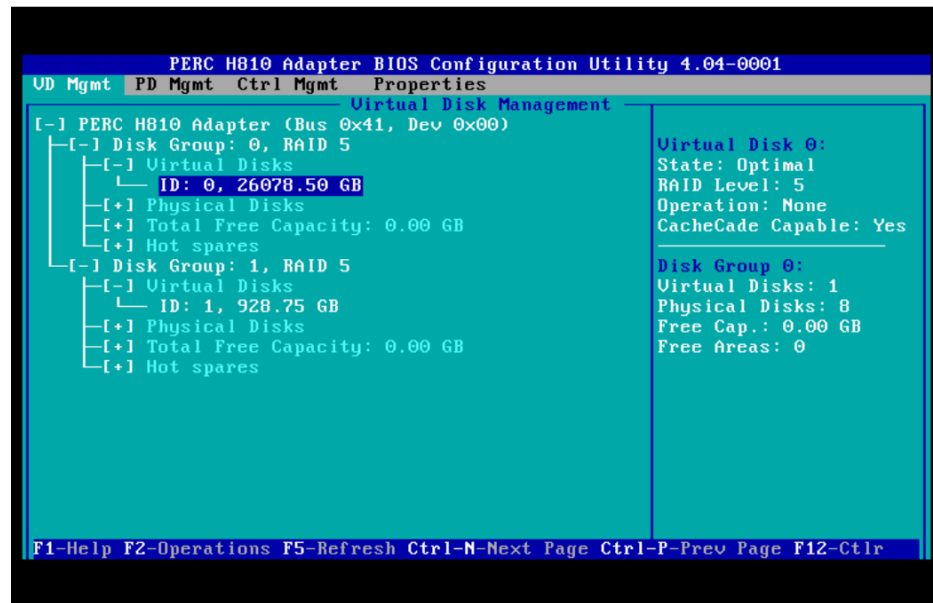 PERC H810 Adapter BIOS Configuration Utility 4.04-0001
VD Mgmt PD Mgmt Ctrl Mgmt Properties
Virtual Disk Management
[-] PERC H810 Adapter (Bus 0x41, Dev 0x00)
[-] Disk Group: 0, RAID 5
[-] Virtual Disks
ID: 0, 26078.50 GB
[+] Physical Disks
[+] Total Free Capacity: 0.00 GB
[+] Hot spares
[-] Disk Group: 1, RAID 5
[-] Virtual Disks
ID: 1, 928.75 GB
[+] Physical Disks
[+] Total Free Capacity: 0.00 GB
[+] Hot spares
Virtual Disk 0:
State: Optimal
RAID Level: 5
Operation: None
CacheCade Capable: Yes
Disk Group 0:
Virtual Disks: 1
Physical Disks: 8
Free Cap.: 0.00 GB
Free Areas: 0
F1-Help F2-Operations F5-Refresh Ctrl-N-Next Page Ctrl-P-Prev Page F12-Ctlr